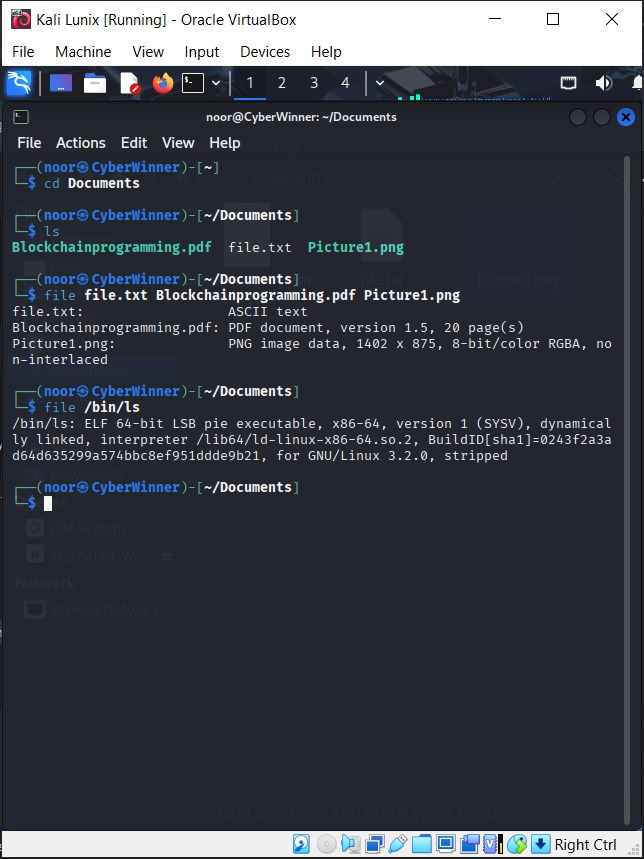 Kali Lunix [Running] - Oracle VirtualBox
File Machine View Input Devices Help
1 2 3 4
noor@CyberWinner: ~/Documents
File Actions Edit View Help
┌──(noor㉿CyberWinner)-[~]
└─$ cd Documents
┌──(noor㉿CyberWinner)-[~/Documents]
└─$ ls
Blockchainprogramming.pdf file.txt Picture1.png
┌──(noor㉿CyberWinner)-[~/Documents]
└─$ file file.txt Blockchainprogramming.pdf Picture1.png
file.txt: ASCII text
Blockchainprogramming.pdf: PDF document, version 1.5, 20 page(s)
Picture1.png: PNG image data, 1402 x 875, 8-bit/color RGBA, no
n-interlaced
┌──(noor㉿CyberWinner)-[~/Documents]
└─$ file /bin/ls
/bin/ls: ELF 64-bit LSB pie executable, x86-64, version 1 (SYSV), dynamical
ly linked, interpreter /lib64/ld-linux-x86-64.so.2, BuildID[sha1]=0243f2a3a
d64d635299a574bbc8ef951ddde9b21, for GNU/Linux 3.2.0, stripped
┌──(noor㉿CyberWinner)-[~/Documents]
└─$
File System
Network
Browse Network
Right Ctrl